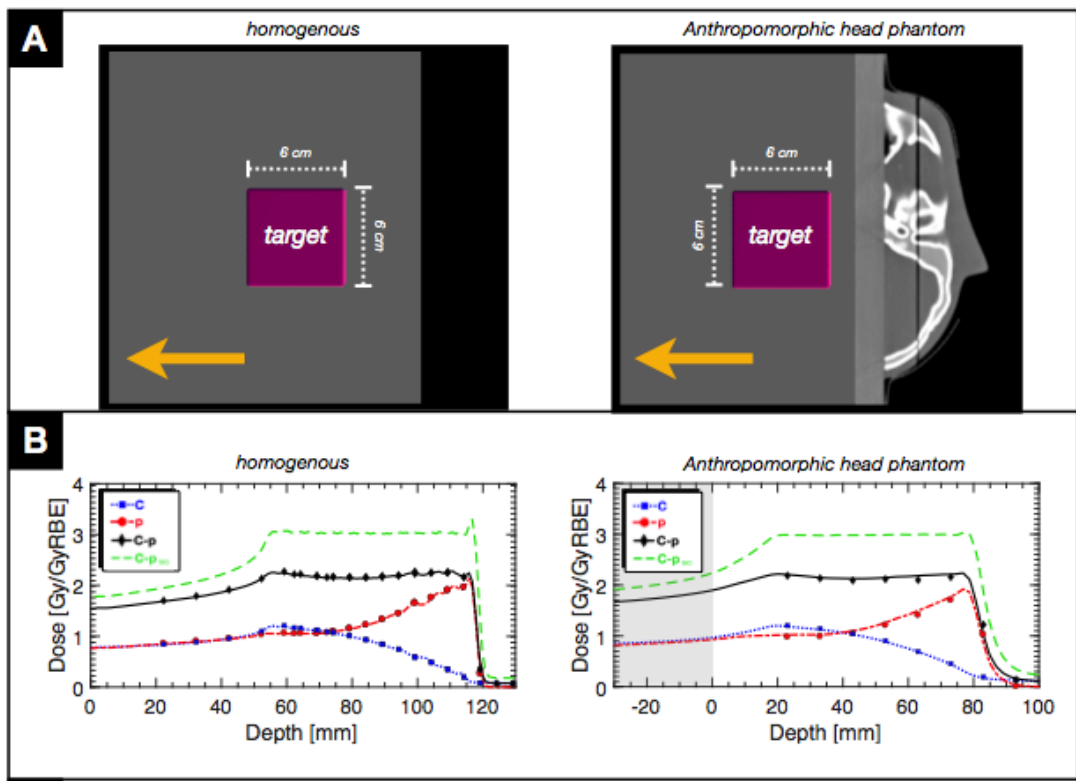 A
homogenous
Anthropomorphic head phantom
6 cm
6 cm
target
6 cm
6 cm
target
B
homogenous
Anthropomorphic head phantom
Dose [Gy/GyRBE]
4
3
2
1
0
C
p
C-p
0 20 40 60 80 100 120
Depth [mm]
Dose [Gy/GyRBE]
4
3
2
1
0
C
p
C-p
-20 0 20 40 60 80 100
Depth [mm]